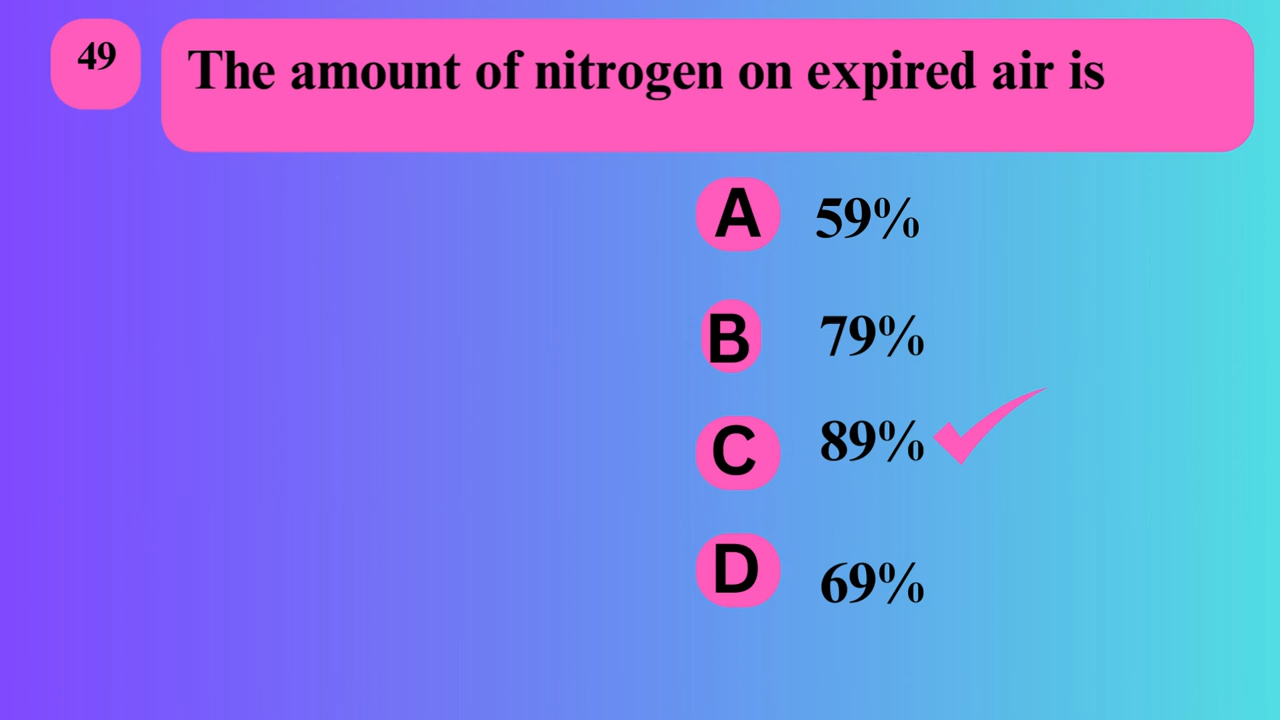 49
The amount of nitrogen on expired air is
A 59%
B 79%
C 89%
D 69%